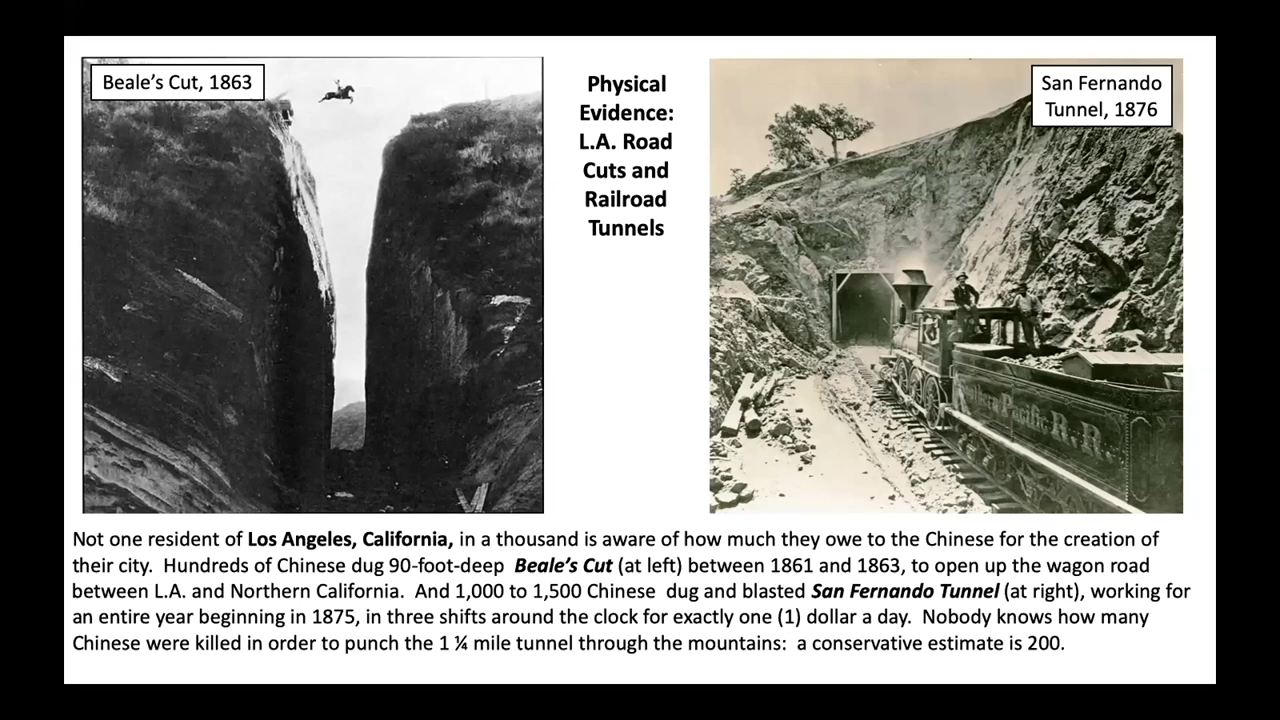 Beale's Cut, 1863
Physical
Evidence:
L.A. Road
Cuts and
Railroad
Tunnels
San Fernando
Tunnel, 1876
Southern Pacific R.R.
Not one resident of Los Angeles, California, in a thousand is aware of how much they owe to the Chinese for the creation of
their city. Hundreds of Chinese dug 90-foot-deep Beale's Cut (at left) between 1861 and 1863, to open up the wagon road
between L.A. and Northern California. And 1,000 to 1,500 Chinese dug and blasted San Fernando Tunnel (at right), working for
an entire year beginning in 1875, in three shifts around the clock for exactly one (1) dollar a day. Nobody knows how many
Chinese were killed in order to punch the 1 ¼ mile tunnel through the mountains: a conservative estimate is 200.